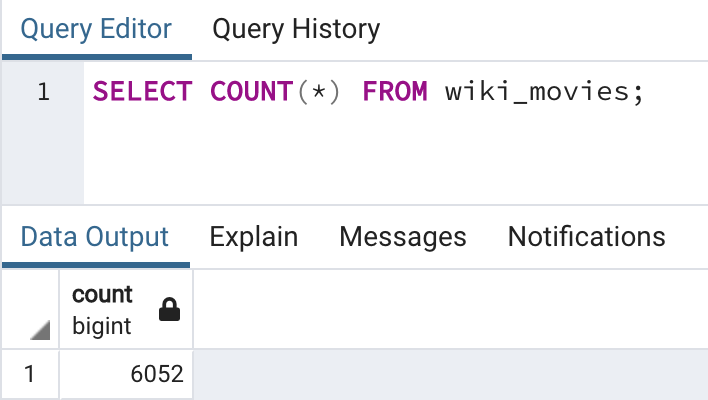 Query Editor Query History
1 SELECT COUNT(*) FROM wiki_movies;
Data Output Explain Messages Notifications
count
bigint
1 6052